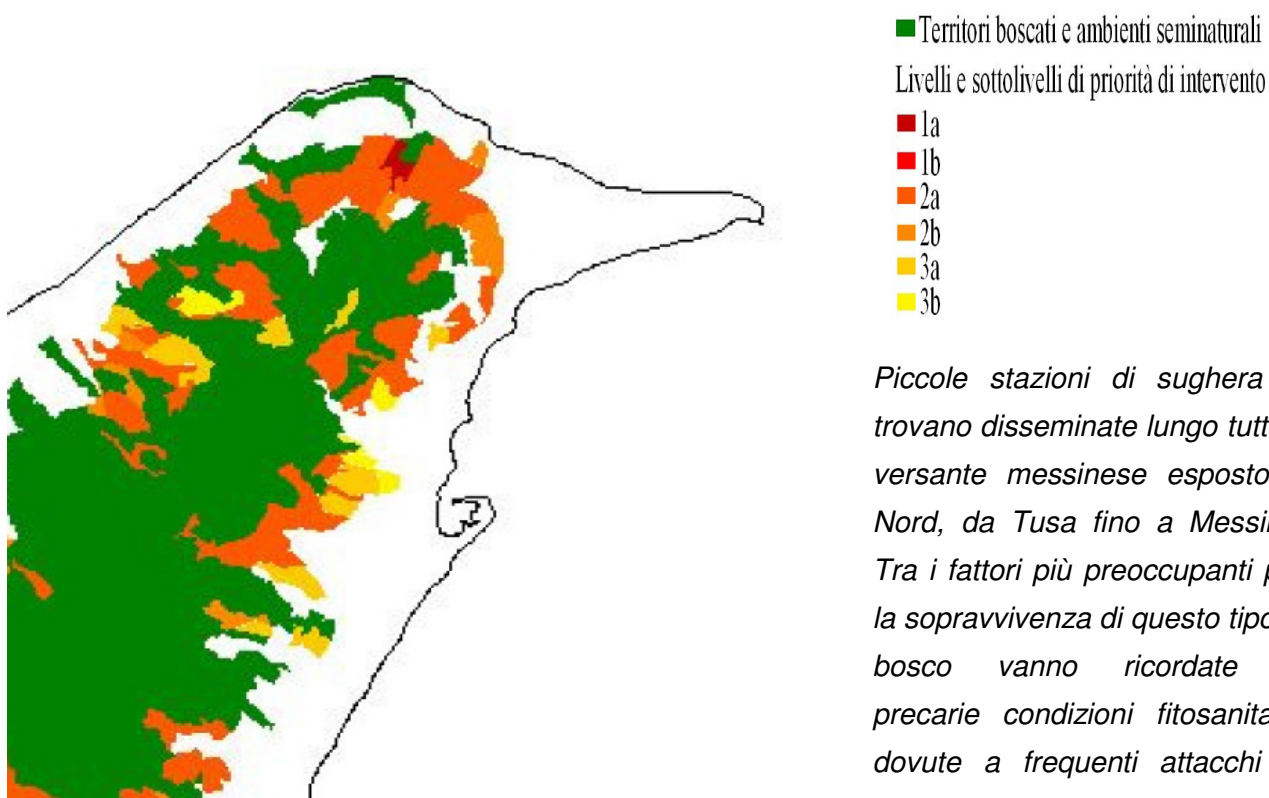 Territori boscati e ambienti seminaturali
Livelli e sottolivelli di priorità di intervento
1a
1b
2a
2b
3a
3b
Piccole stazioni di sughera
trovano disseminate lungo tutt
versante messinese esposto
Nord, da Tusa fino a Messi
Tra i fattori più preoccupanti p
la sopravvivenza di questo tipo
bosco vanno ricordate
precarie condizioni fitosanita
dovute a frequenti attacchi